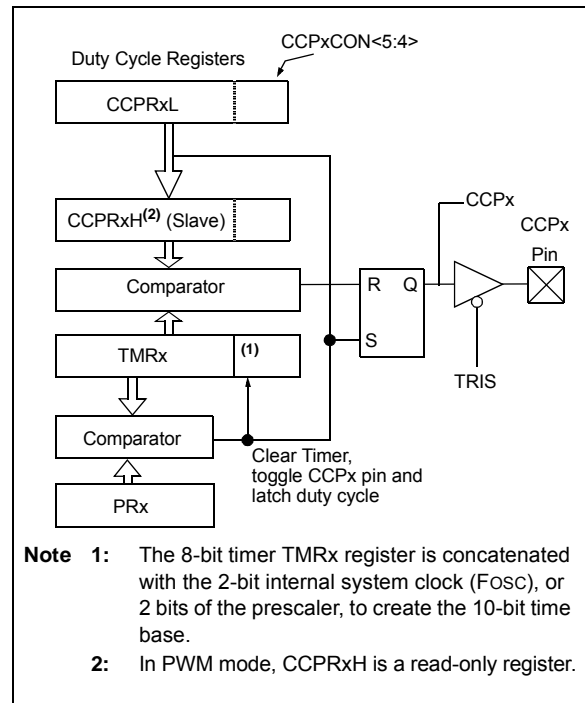 CCPxCON<5:4>
Duty Cycle Registers
CCPRxL
CCPRxH(2) (Slave)
CCPx
CCPx
Pin
Comparator
R Q
TMRx (1)
S
TRIS
Comparator
Clear Timer,
toggle CCPx pin and
latch duty cycle
PRx
Note 1: The 8-bit timer TMRx register is concatenated
with the 2-bit internal system clock (FOSC), or
2 bits of the prescaler, to create the 10-bit time
base.
2: In PWM mode, CCPRxH is a read-only register.